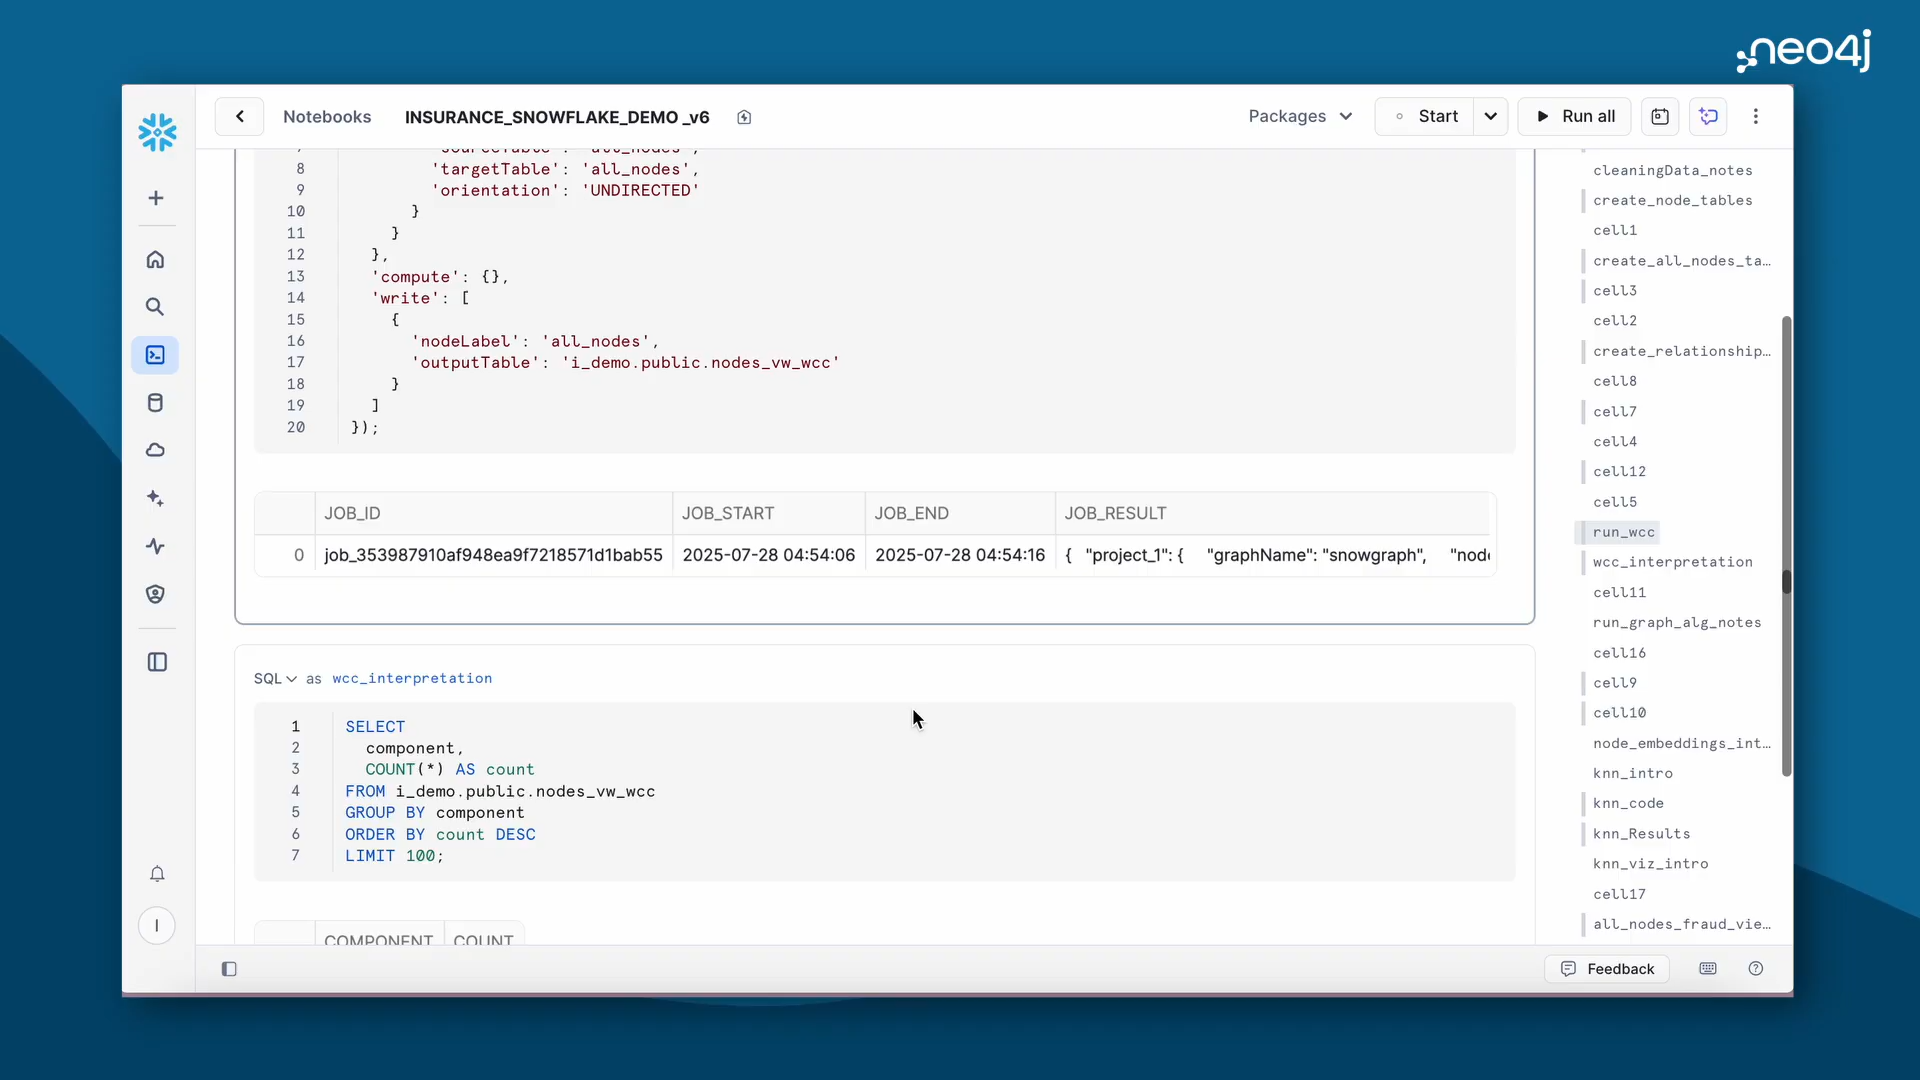 neo4j
Notebooks INSURANCE_SNOWFLAKE_DEMO _v6 Packages Start Run all
8 'targetTable': 'all_nodes',
9 'orientation': 'UNDIRECTED'
10 }
11 }
12 },
13 'compute': {},
14 'write': [
15 {
16 'nodeLabel': 'all_nodes',
17 'outputTable': 'i_demo.public.nodes_vw_wcc'
18 }
19 ]
20 });
JOB_ID JOB_START JOB_END JOB_RESULT
0 job_353987910af948ea9f7218571d1bab55 2025-07-28 04:54:06 2025-07-28 04:54:16 { "project_1": { "graphName": "snowgraph", "node
SQL as wcc_interpretation
1 SELECT
2 component,
3 COUNT(*) AS count
4 FROM i_demo.public.nodes_vw_wcc
5 GROUP BY component
6 ORDER BY count DESC
7 LIMIT 100;
COMPONENT COUNT
cleaningData_notes
create_node_tables
cell1
create_all_nodes_ta…
cell3
cell2
create_relationship…
cell8
cell7
cell4
cell12
cell5
run_wcc
wcc_interpretation
cell11
run_graph_alg_notes
cell16
cell9
cell10
node_embeddings_int…
knn_intro
knn_code
knn_Results
knn_viz_intro
cell17
all_nodes_fraud_vie…
I
Feedback